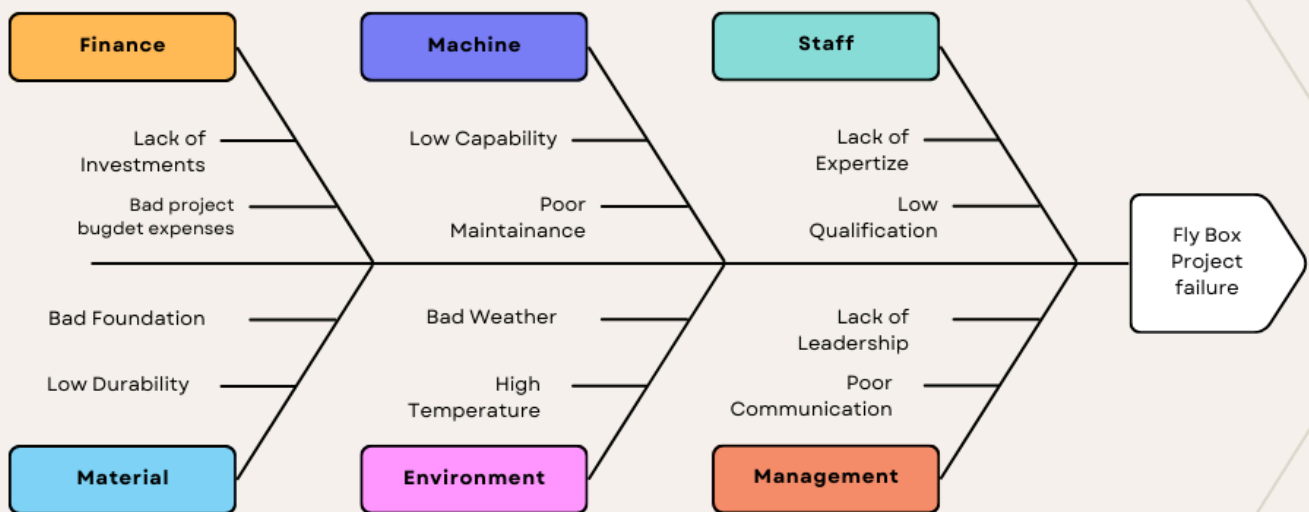 Finance
Machine
Staff
Lack of
Investments
Bad project
bugdet expenses
Low Capability
Poor
Maintainance
Lack of
Expertize
Low
Qualification
Fly Box
Project
failure
Bad Foundation
Low Durability
Bad Weather
High
Temperature
Lack of
Leadership
Poor
Communication
Material
Environment
Management